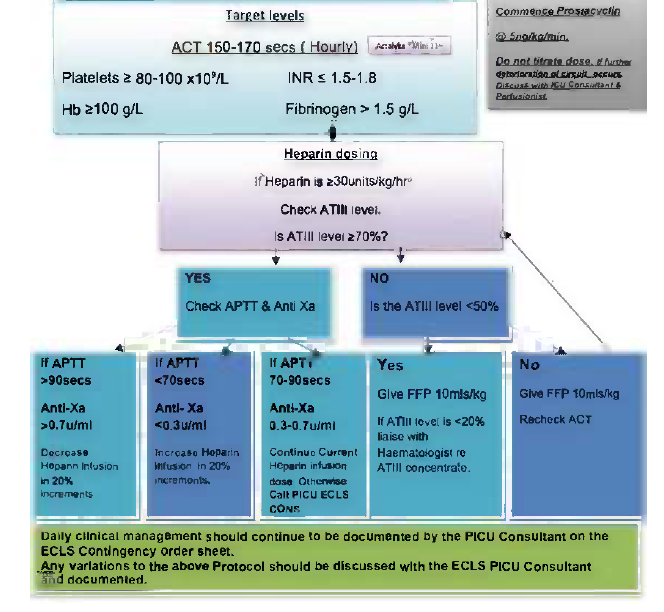 Target levels
ACT 150-170 secs ( Hourly)
Platelets ≥ 80-100 x10⁹/L
INR ≤ 1.5-1.8
Hb ≥100 g/L
Fibrinogen > 1.5 g/L
Commence Prostacyclin
@ 5ng/kg/min.
Do not titrate dose, if further
deterioration of circuit occurs
Discuss with ICU Consultant &
Perfusionist.
Heparin dosing
If Heparin is ≥30units/kg/hr
Check ATIII level.
Is ATIII level ≥70%?
YES
Check APTT & Anti Xa
NO
Is the ATIII level <50%
If APTT
>90secs
Anti-Xa
>0.7u/ml
Decrease
Heparin Infusion
in 20%
increments
If APTT
<70secs
Anti- Xa
<0.3u/ml
Increase Heparin
Infusion in 20%
increments.
If APTT
70-90secs
Anti-Xa
0.3-0.7u/ml
Continue Current
Heparin infusion
dose. Otherwise
Call PICU ECLS
CONS
Yes
Give FFP 10mls/kg
If ATIII level is <20%
liaise with
Haematologist re
ATIII concentrate.
No
Give FFP 10mls/kg
Recheck ACT
Daily clinical management should continue to be documented by the PICU Consultant on the
ECLS Contingency order sheet.
Any variations to the above Protocol should be discussed with the ECLS PICU Consultant
and documented.